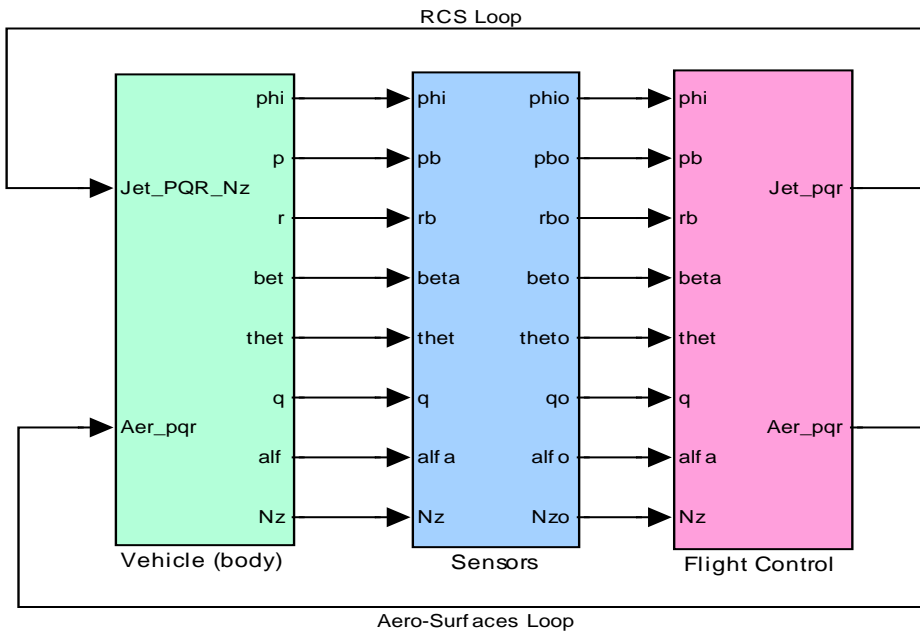 RCS Loop
phi phi phio phi
p pb pbo pb
Jet_PQR_Nz Jet_pqr
r rb rbo rb
bet beta beto beta
thet thet theto thet
q q qo q
Aer_pqr Aer_pqr
alf alfa alfo alfa
Nz Nz Nzo Nz
Vehicle (body) Sensors Flight Control
Aero-Surfaces Loop